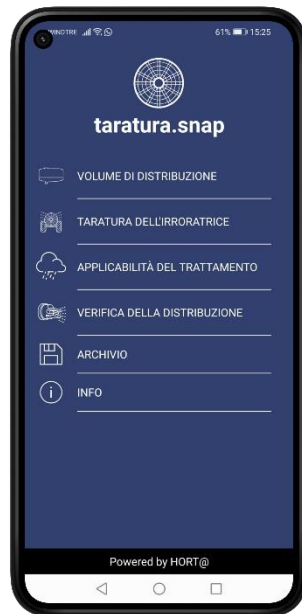 WINDTRE
61% 15:25
taratura.snap
VOLUME DI DISTRIBUZIONE
TARATURA DELL'IRRORATRICE
APPLICABILITÀ DEL TRATTAMENTO
VERIFICA DELLA DISTRIBUZIONE
ARCHIVIO
INFO
Powered by HORT@